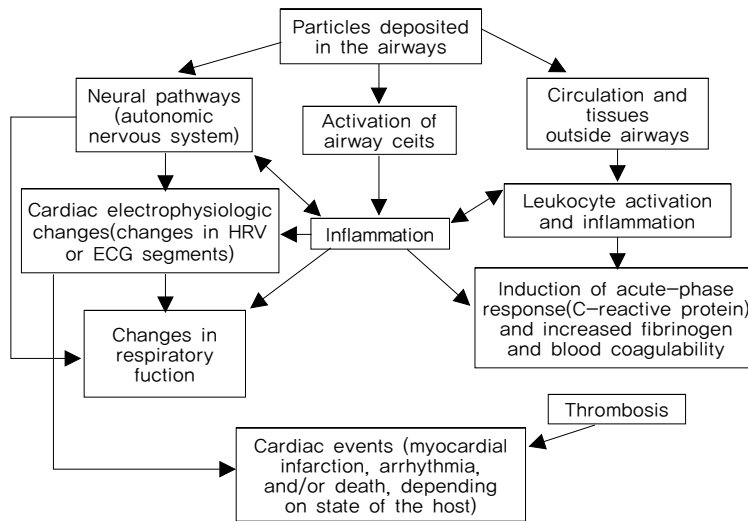 Particles deposited
in the airways
Neural pathways
(autonomic
nervous system)
Activation of
airway ceits
Circulation and
tissues
outside airways
Cardiac electrophysiologic
changes(changes in HRV
or ECG segments)
Inflammation
Leukocyte activation
and inflammation
Changes in
respiratory
fuction
Induction of acute-phase
response(C-reactive protein)
and increased fibrinogen
and blood coagulability
Thrombosis
Cardiac events (myocardial
infarction, arrhythmia,
and/or death, depending
on state of the host)